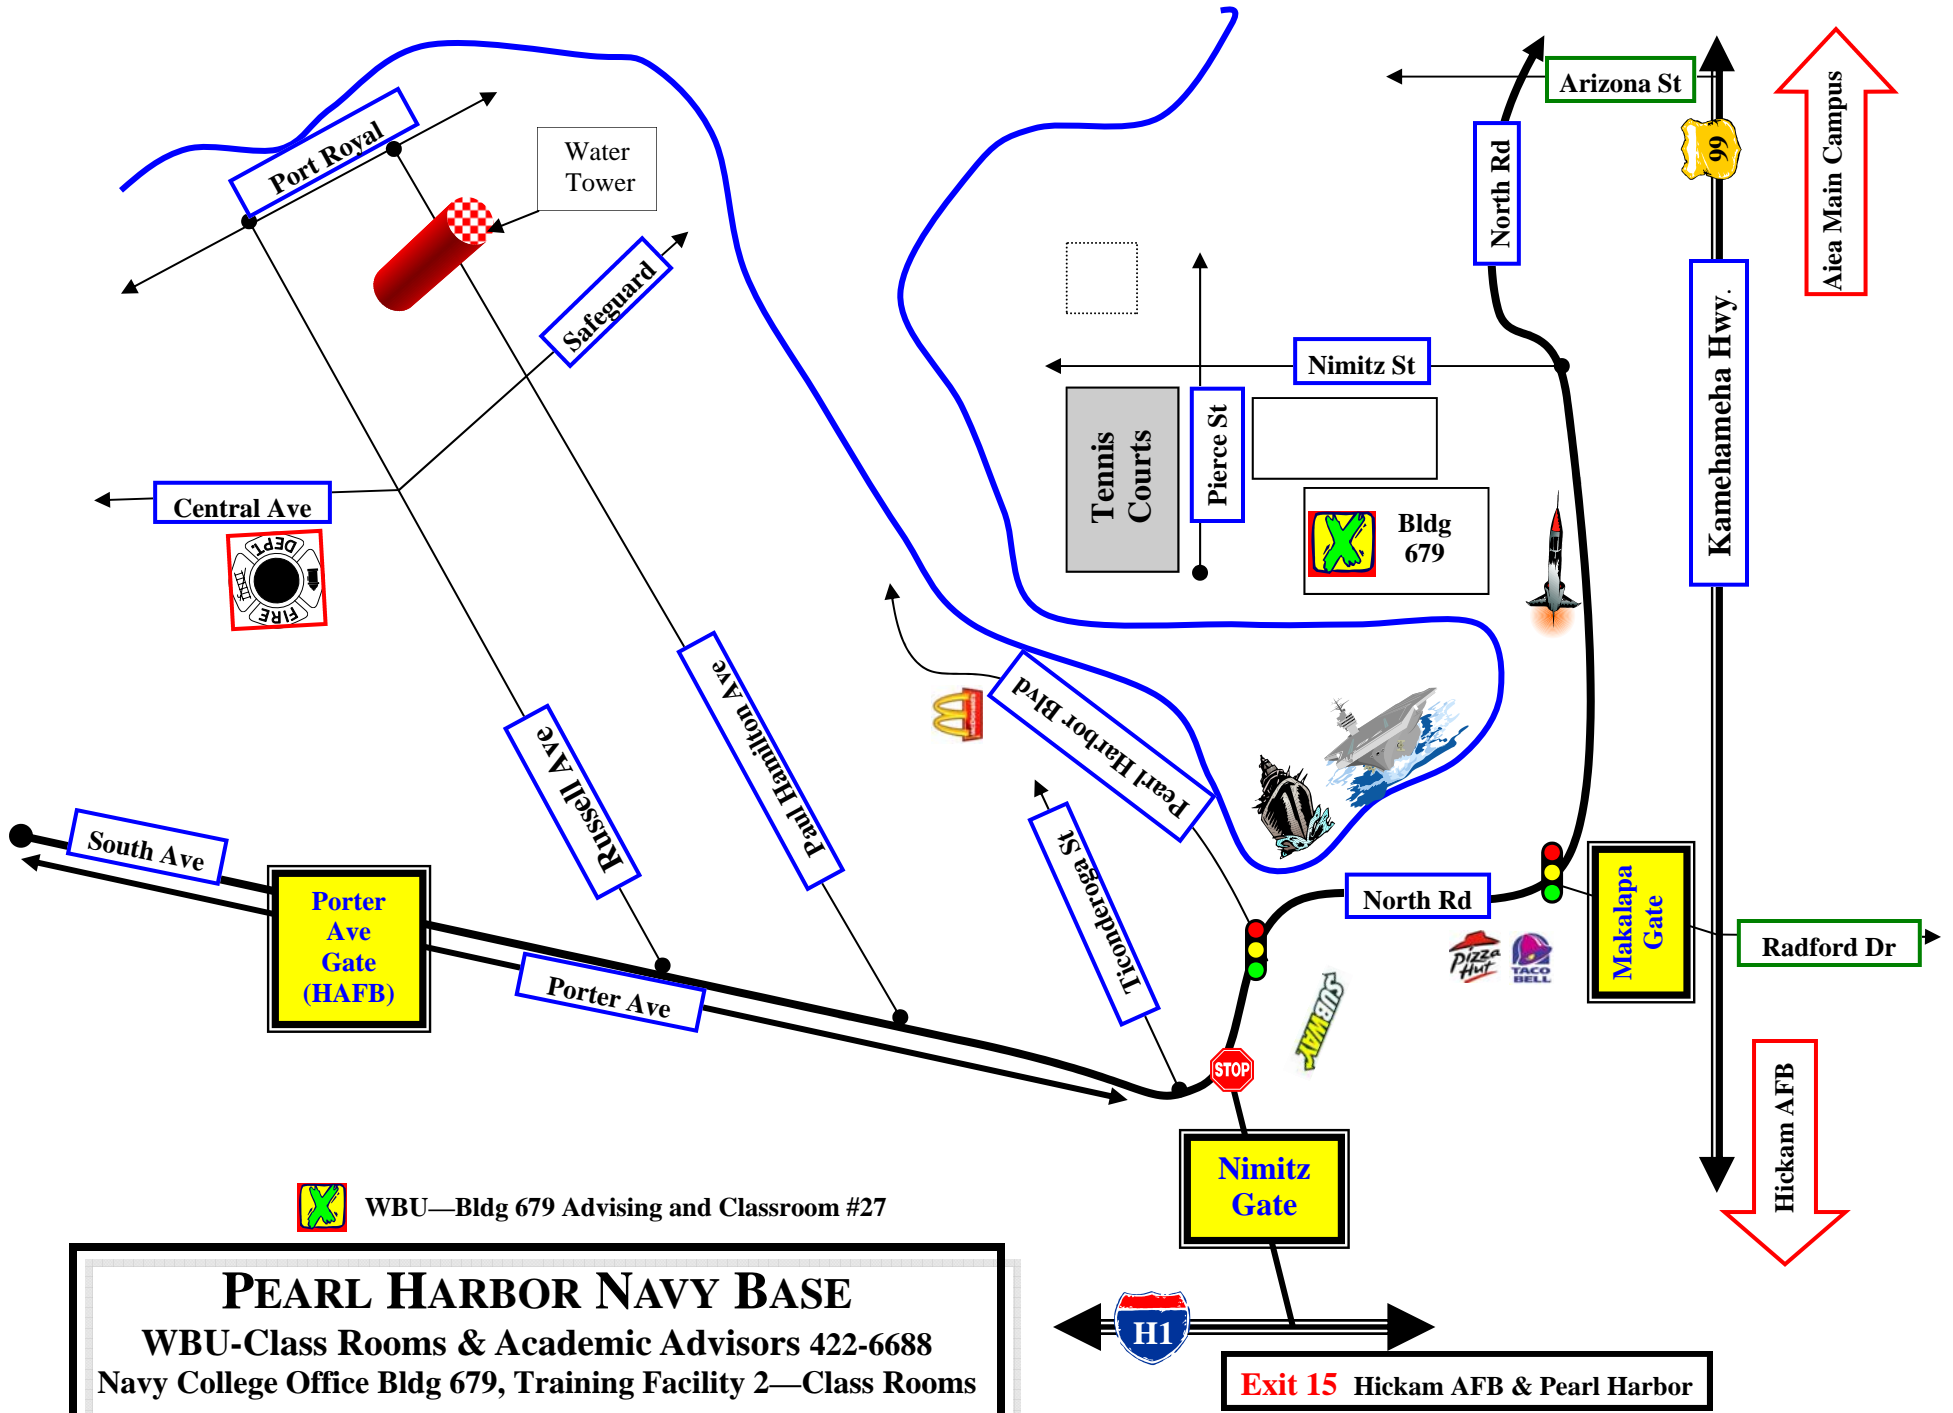 Arizona St
Aiea Main Campus
99
North Rd
Port Royal
Water
Tower
Safeguard
Kamehameha Hwy.
Nimitz St
Tennis
Courts
Pierce St
Central Ave
Bldg
679
DEPT.
FIRE
Pearl Harbor Blvd
McDonald's
Paul Hamilton Ave
Russell Ave
Ticonderoga St
South Ave
Porter
Ave
Gate
(HAFB)
Porter Ave
North Rd
Makalapa
Gate
Radford Dr
Pizza
Hut
TACO
BELL
SUBWAY
STOP
Hickam AFB
Nimitz
Gate
WBU—Bldg 679 Advising and Classroom #27
PEARL HARBOR NAVY BASE
WBU-Class Rooms & Academic Advisors 422-6688
Navy College Office Bldg 679, Training Facility 2—Class Rooms
H1
Exit 15 Hickam AFB & Pearl Harbor